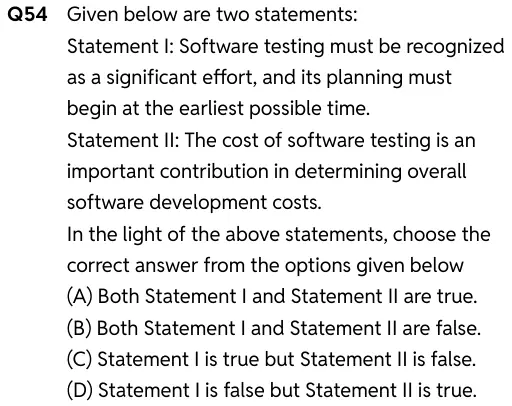 Q54 Given below are two statements:
Statement I: Software testing must be recognized
as a significant effort, and its planning must
begin at the earliest possible time.
Statement II: The cost of software testing is an
important contribution in determining overall
software development costs.
In the light of the above statements, choose the
correct answer from the options given below
(A) Both Statement I and Statement II are true.
(B) Both Statement I and Statement II are false.
(C) Statement I is true but Statement II is false.
(D) Statement I is false but Statement II is true.